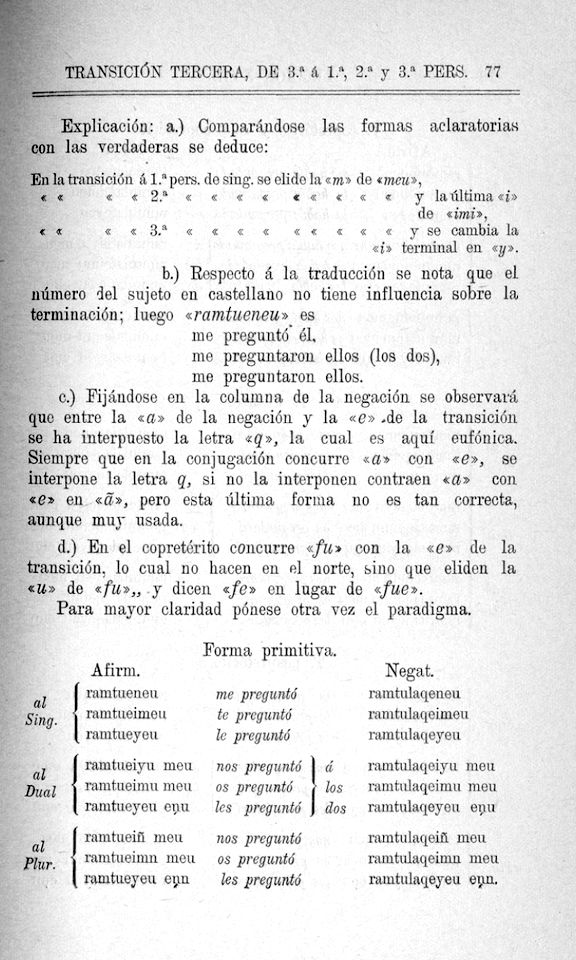 TRANSICIÓN TERCERA, DE 3.ª á 1.ª, 2.ª y 3.ª PERS. 77
Explicación: a.) Comparándose las formas aclaratorias
con las verdaderas se deduce:
En la transición á 1.ª pers. de sing. se elide la «m» de «meu»,
« « « « 2.ª « « « « « « « « « y la última «i»
de «imi»,
« « « « 3.ª « « « « « « « « « y se cambia la
«i» terminal en «y».
b.) Respecto á la traducción se nota que el
número del sujeto en castellano no tiene influencia sobre la
terminación; luego «ramtueneu» es
me preguntó él,
me preguntaron ellos (los dos),
me preguntaron ellos.
c.) Fijándose en la columna de la negación se observará
que entre la «a» de la negación y la «e» de la transición
se ha interpuesto la letra «q», la cual es aquí eufónica.
Siempre que en la conjugación concurre «a» con «e», se
interpone la letra q, si no la interponen contraen «a» con
«e» en «ã», pero esta última forma no es tan correcta,
aunque muy usada.
d.) En el copretérito concurre «fu» con la «e» de la
transición, lo cual no hacen en el norte, sino que eliden la
«u» de «fu»,, y dicen «fe» en lugar de «fue».
Para mayor claridad pónese otra vez el paradigma.
Forma primitiva.
Afirm. Negat.
al Sing.
ramtueneu me preguntó ramtulaqeneu
ramtueimeu te preguntó ramtulaqeimeu
ramtueyeu le preguntó ramtulaqeyeu
al Dual
ramtueiyu meu nos preguntó á ramtulaqeiyu meu
ramtueimu meu os preguntó los ramtulaqeimu meu
ramtueyeu eŋu les preguntó dos ramtulaqeyeu eŋu
al Plur.
ramtueiñ meu nos preguntó ramtulaqeiñ meu
ramtueimn meu os preguntó ramtulaqeimn meu
ramtueyeu eŋn les preguntó ramtulaqeyeu eŋn.